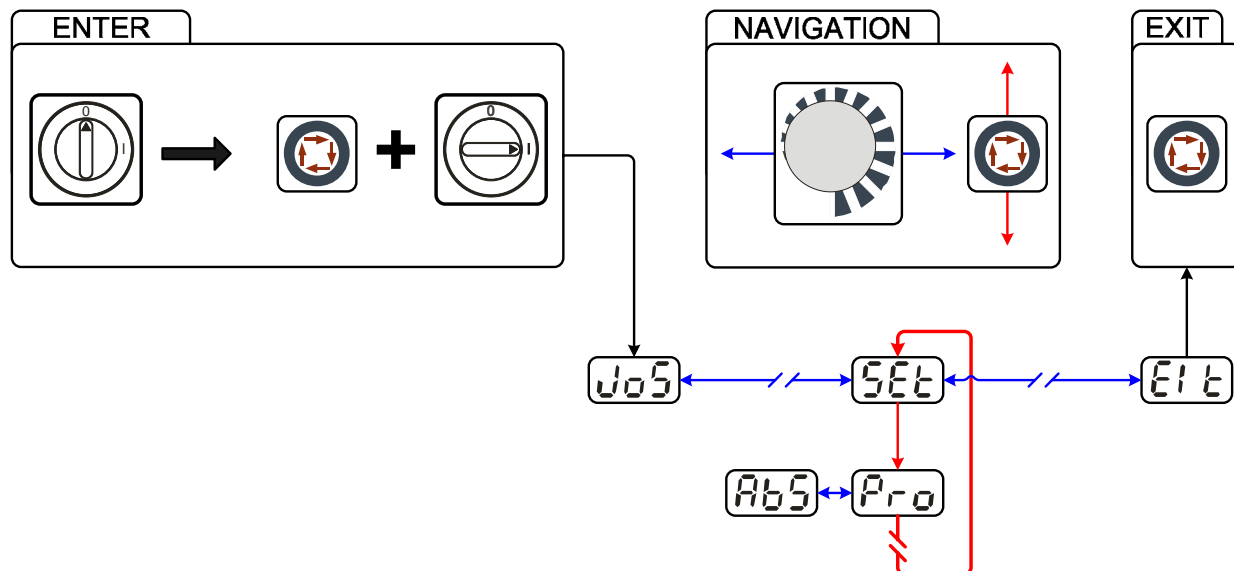 ENTER NAVIGATION EXIT
0 I 0 I
JoS SEt EIt
AbS Pro